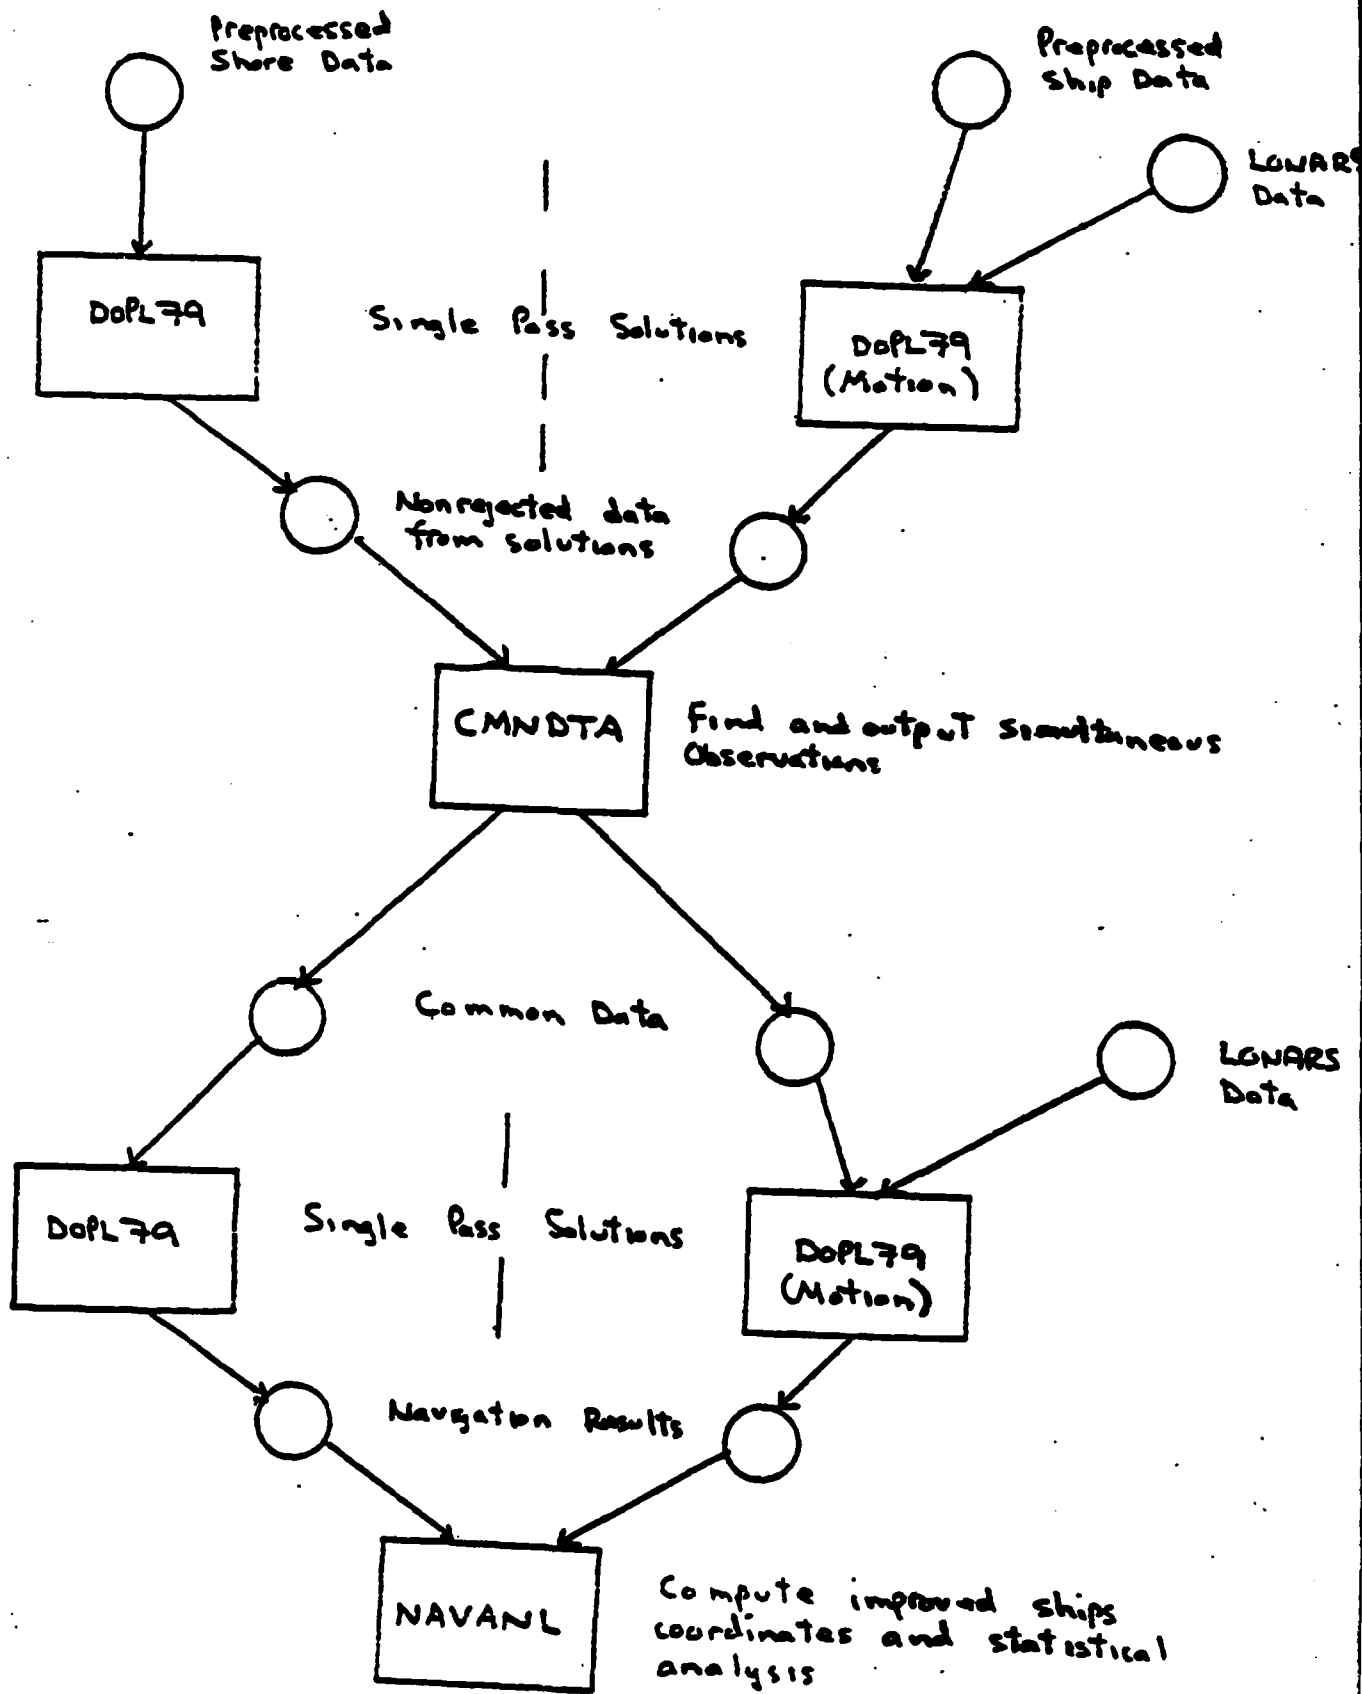 Preprocessed
Shore Data
Preprocessed
Ship Data
LONARS
Data
DOPL79
Single Pass Solutions
DOPL79
(Motion)
Nonrejected data
from solutions
CMNDTA
Find and output simultaneous
Observations
Common Data
LONARS
Data
DOPL79
Single Pass Solutions
DOPL79
(Motion)
Navigation Results
NAVANL
Compute improved ships
coordinates and statistical
analysis